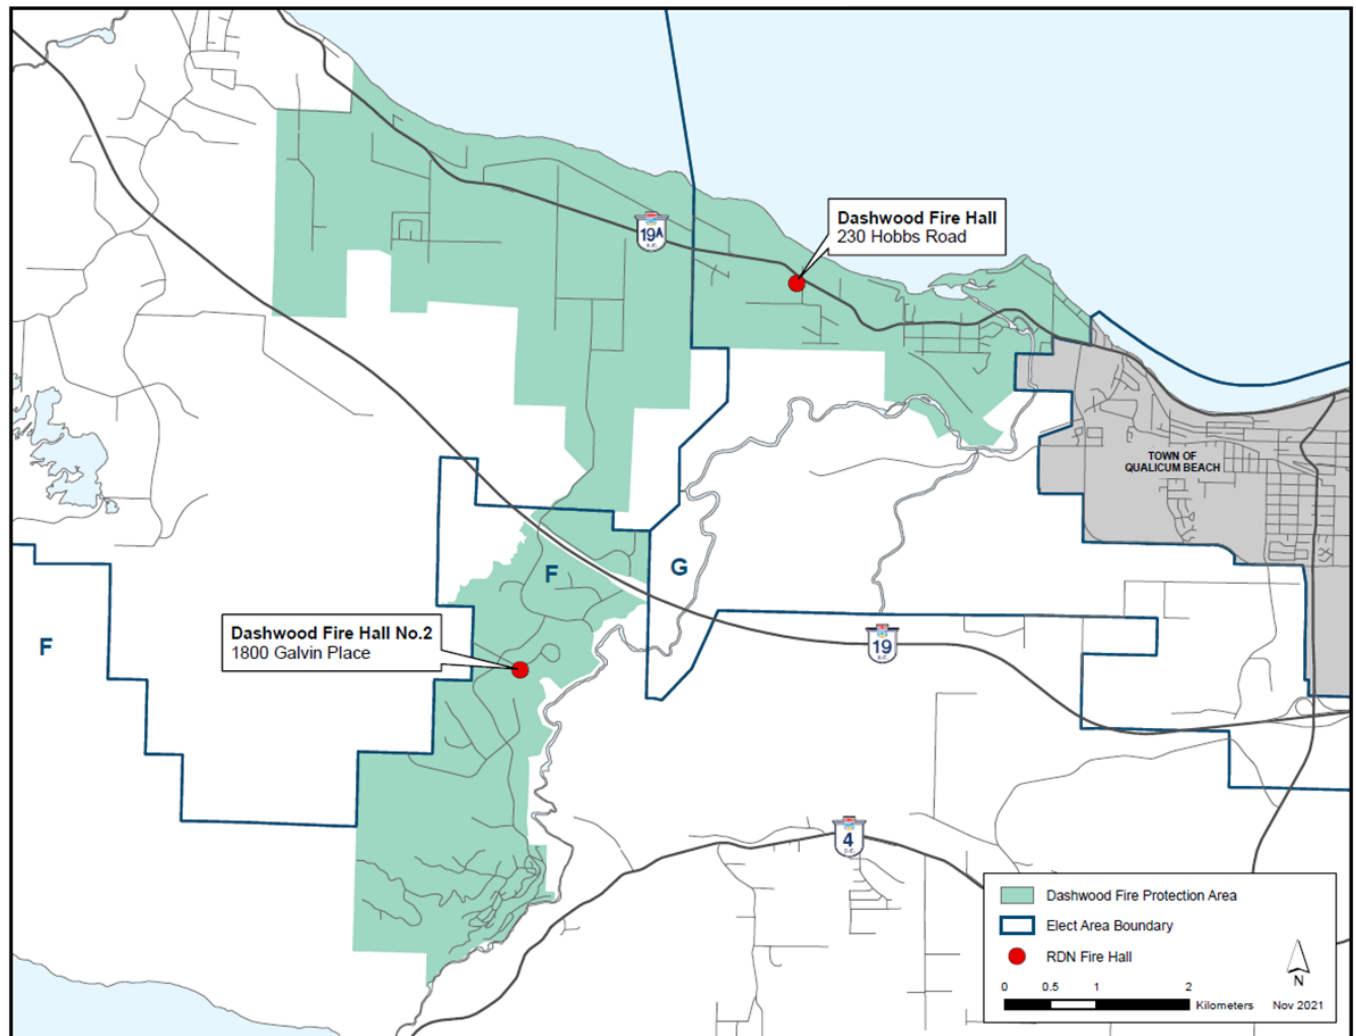 Dashwood Fire Hall
230 Hobbs Road
19A
TOWN OF
QUALICUM BEACH
F
G
F
Dashwood Fire Hall No.2
1800 Galvin Place
19
4
Dashwood Fire Protection Area
Elect Area Boundary
RDN Fire Hall
N
0 0.5 1 2
Kilometers
Nov 2021